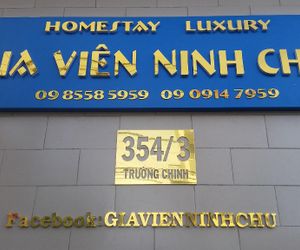 HOMESTAY LUXURY
IA VIÊN NINH CH
09 8558 5959 09 0914 7959
354/3
TRƯỜNG CHINH
Facebook: GIAVIENNINHCHU